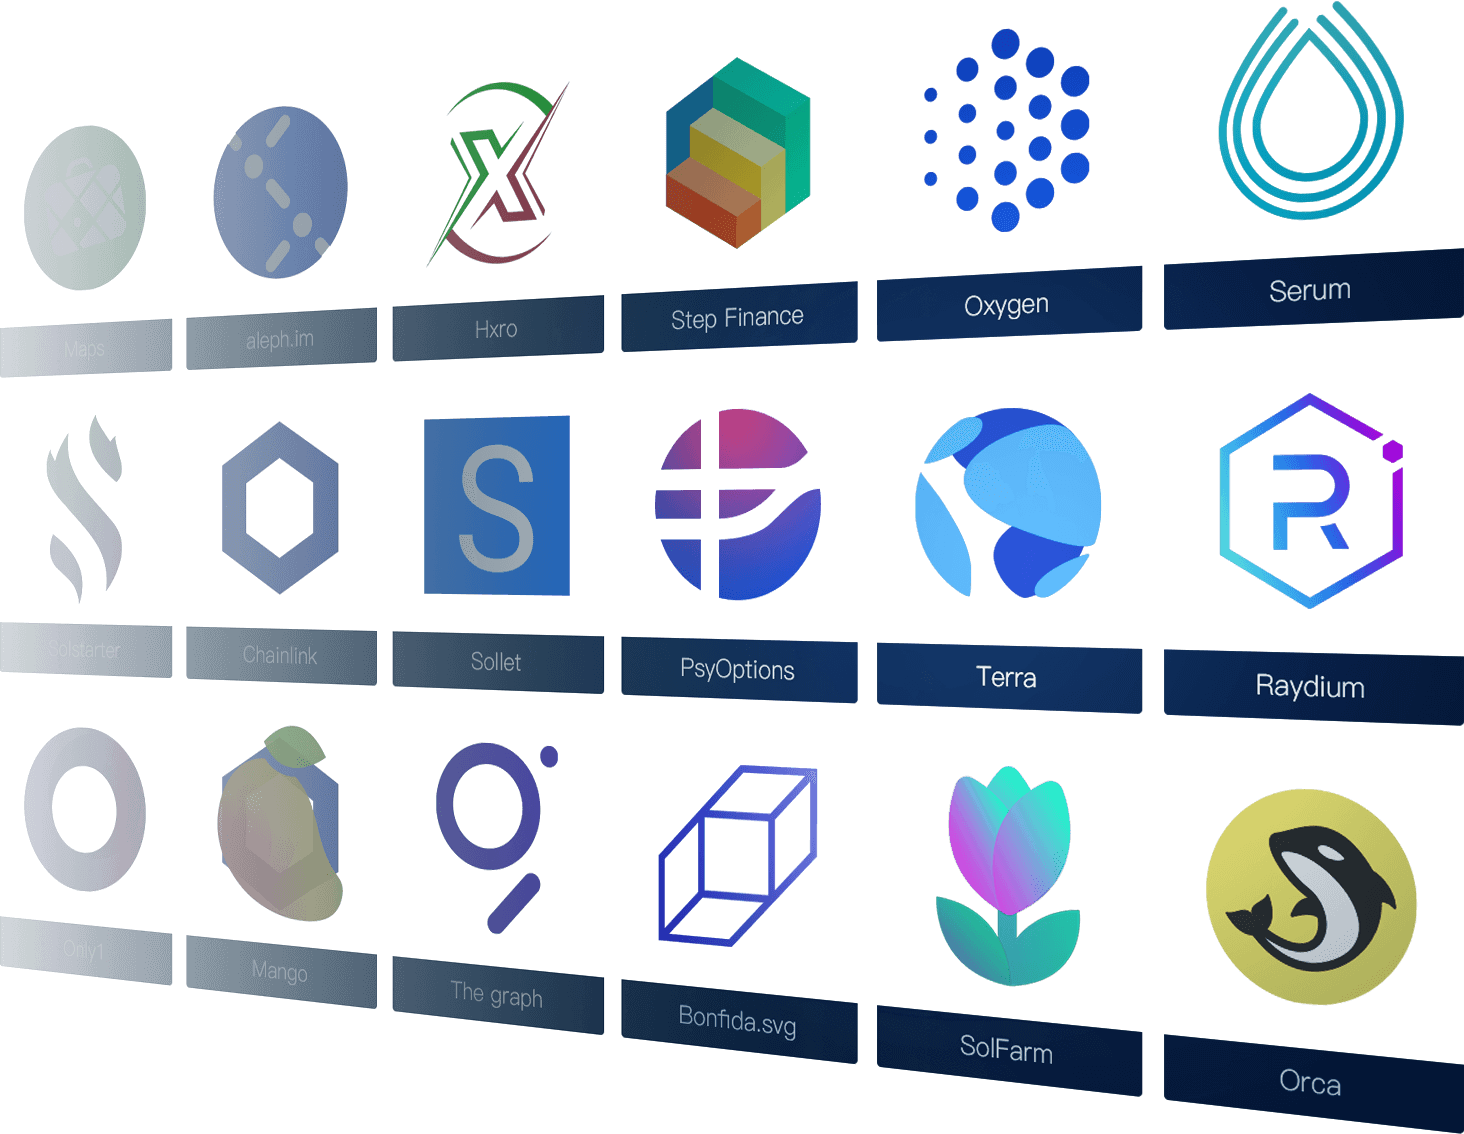 Maps
aleph.im
Hxro
Step Finance
Oxygen
Serum
Solstarter
Chainlink
Sollet
PsyOptions
Terra
Raydium
Only1
Mango
The graph
Bonfida.svg
SolFarm
Orca